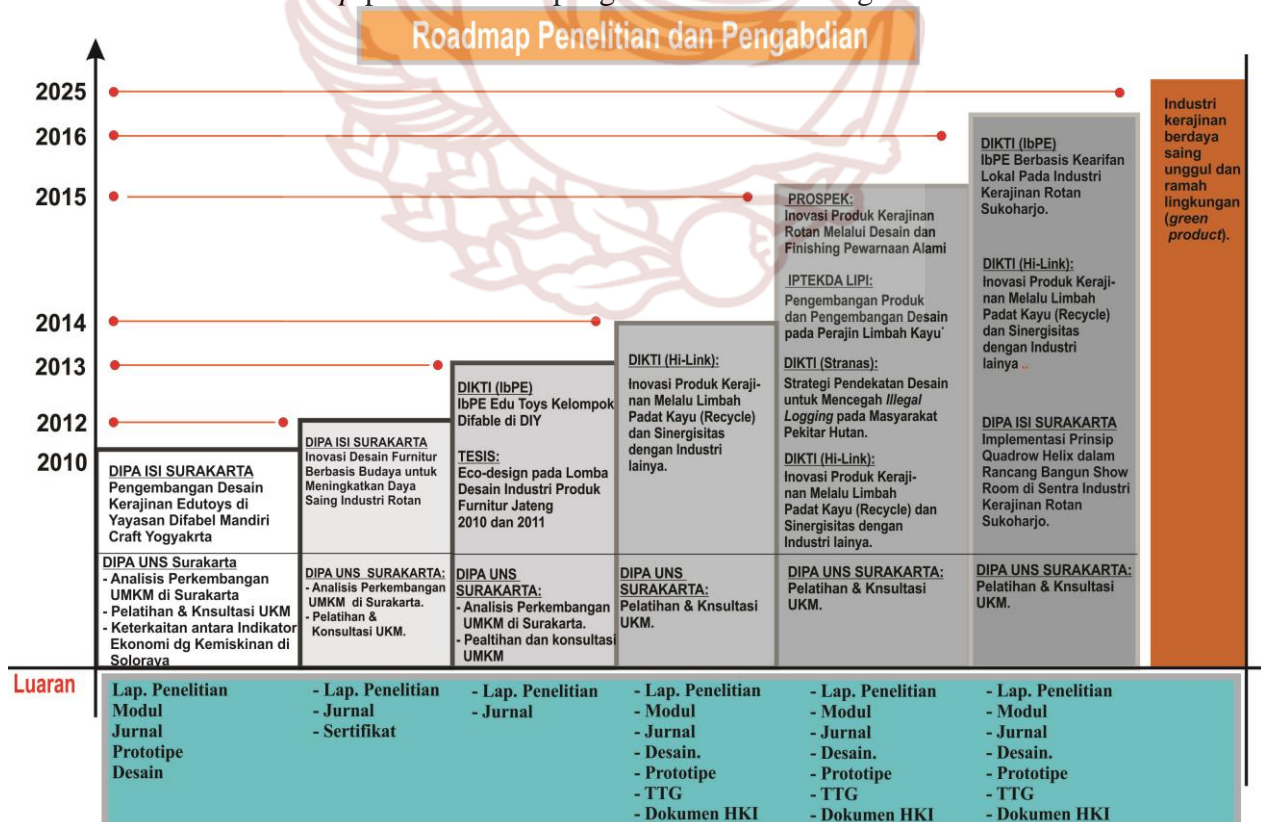 Roadmap Penelitian dan Pengabdian
2025
2016
2015
2014
2013
2012
2010
DIPA ISI SURAKARTA
Pengembangan Desain
Kerajinan Edutoys di
Yayasan Difabel Mandiri
Craft Yogyakrta
DIPA UNS Surakarta
- Analisis Perkembangan
UMKM di Surakarta
- Pelatihan & Knsultasi UKM
- Keterkaitan antara Indikator
Ekonomi dg Kemiskinan di
Soloraya
DIPA ISI SURAKARTA
Inovasi Desain Furnitur
Berbasis Budaya untuk
Meningkatkan Daya
Saing Industri Rotan
DIPA UNS SURAKARTA:
- Analisis Perkembangan
UMKM di Surakarta.
- Pelatihan &
Konsultasi UKM.
DIKTI (IbPE)
IbPE Edu Toys Kelompok
Difable di DIY
TESIS:
Eco-design pada Lomba
Desain Industri Produk
Furnitur Jateng
2010 dan 2011
DIPA UNS
SURAKARTA:
- Analisis Perkembangan
UMKM di Surakarta.
- Pealtihan dan konsultasi
UMKM
DIKTI (Hi-Link):
Inovasi Produk Keraji-
nan Melalu Limbah
Padat Kayu (Recycle)
dan Sinergisitas
dengan Industri
lainya.
DIPA UNS
SURAKARTA:
Pelatihan & Knsultasi
UKM.
PROSPEK:
Inovasi Produk Kerajinan
Rotan Melalui Desain dan
Finishing Pewarnaan Alami
IPTEKDA LIPI:
Pengembangan Produk
dan Pengembangan Desain
pada Perajin Limbah Kayu'
DIKTI (Stranas):
Strategi Pendekatan Desain
untuk Mencegah Illegal
Logging pada Masyarakat
Pekitar Hutan.
DIKTI (Hi-Link):
Inovasi Produk Keraji-
nan Melalu Limbah
Padat Kayu (Recycle) dan
Sinergisitas dengan
Industri lainya.
DIPA UNS SURAKARTA:
Pelatihan & Knsultasi
UKM.
DIKTI (IbPE)
IbPE Berbasis Kearifan
Lokal Pada Industri
Kerajinan Rotan
Sukoharjo.
DIKTI (Hi-Link):
Inovasi Produk Keraji-
nan Melalu Limbah
Padat Kayu (Recycle)
dan Sinergisitas
dengan Industri
lainya ..
DIPA ISI SURAKARTA
Implementasi Prinsip
Quadrow Helix dalam
Rancang Bangun Show
Room di Sentra Industri
Kerajinan Rotan
Sukoharjo.
DIPA UNS SURAKARTA:
Pelatihan & Knsultasi
UKM.
Industri
kerajinan
berdaya
saing
unggul dan
ramah
lingkungan
(green
product).
Luaran
Lap. Penelitian
Modul
Jurnal
Prototipe
Desain
- Lap. Penelitian
- Jurnal
- Sertifikat
- Lap. Penelitian
- Jurnal
- Lap. Penelitian
- Modul
- Jurnal
- Desain.
- Prototipe
- TTG
- Dokumen HKI
- Lap. Penelitian
- Modul
- Jurnal
- Desain.
- Prototipe
- TTG
- Dokumen HKI
- Lap. Penelitian
- Modul
- Jurnal
- Desain.
- Prototipe
- TTG
- Dokumen HKI